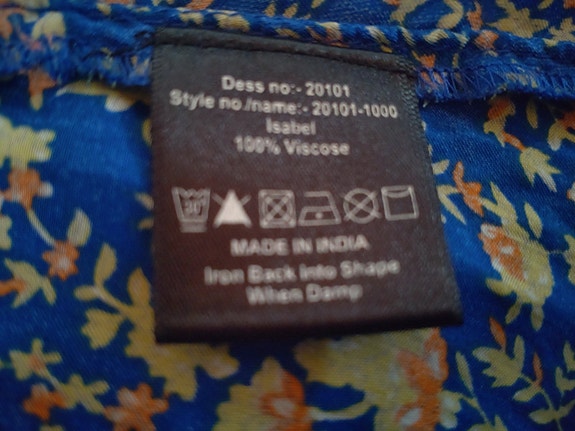 Dess no:- 20101
Style no./name:- 20101-1000
Isabel
100% Viscose
30°
MADE IN INDIA
Iron Back Into Shape
When Damp